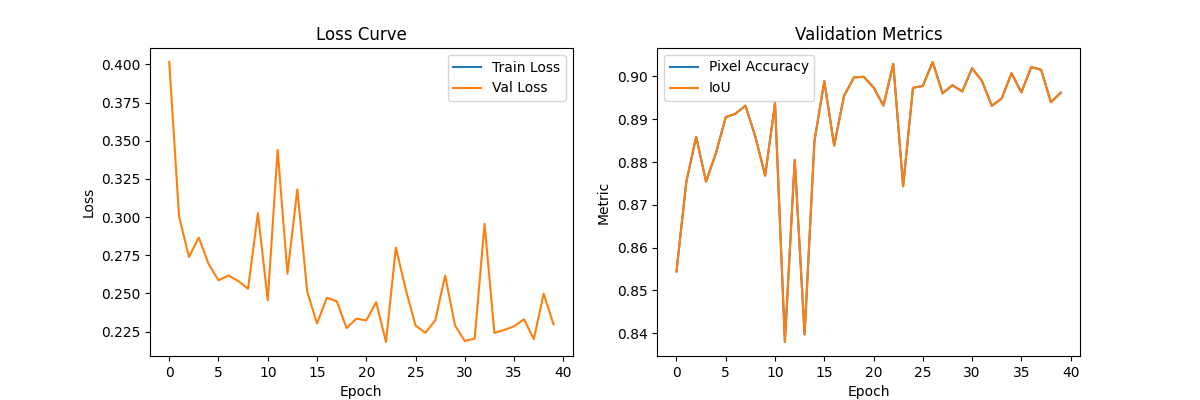 Loss Curve
Train Loss
Val Loss
0.400
0.375
0.350
0.325
0.300
0.275
0.250
0.225
Loss
0 5 10 15 20 25 30 35 40
Epoch
Validation Metrics
Pixel Accuracy
IoU
0.90
0.89
0.88
0.87
0.86
0.85
0.84
Metric
0 5 10 15 20 25 30 35 40
Epoch